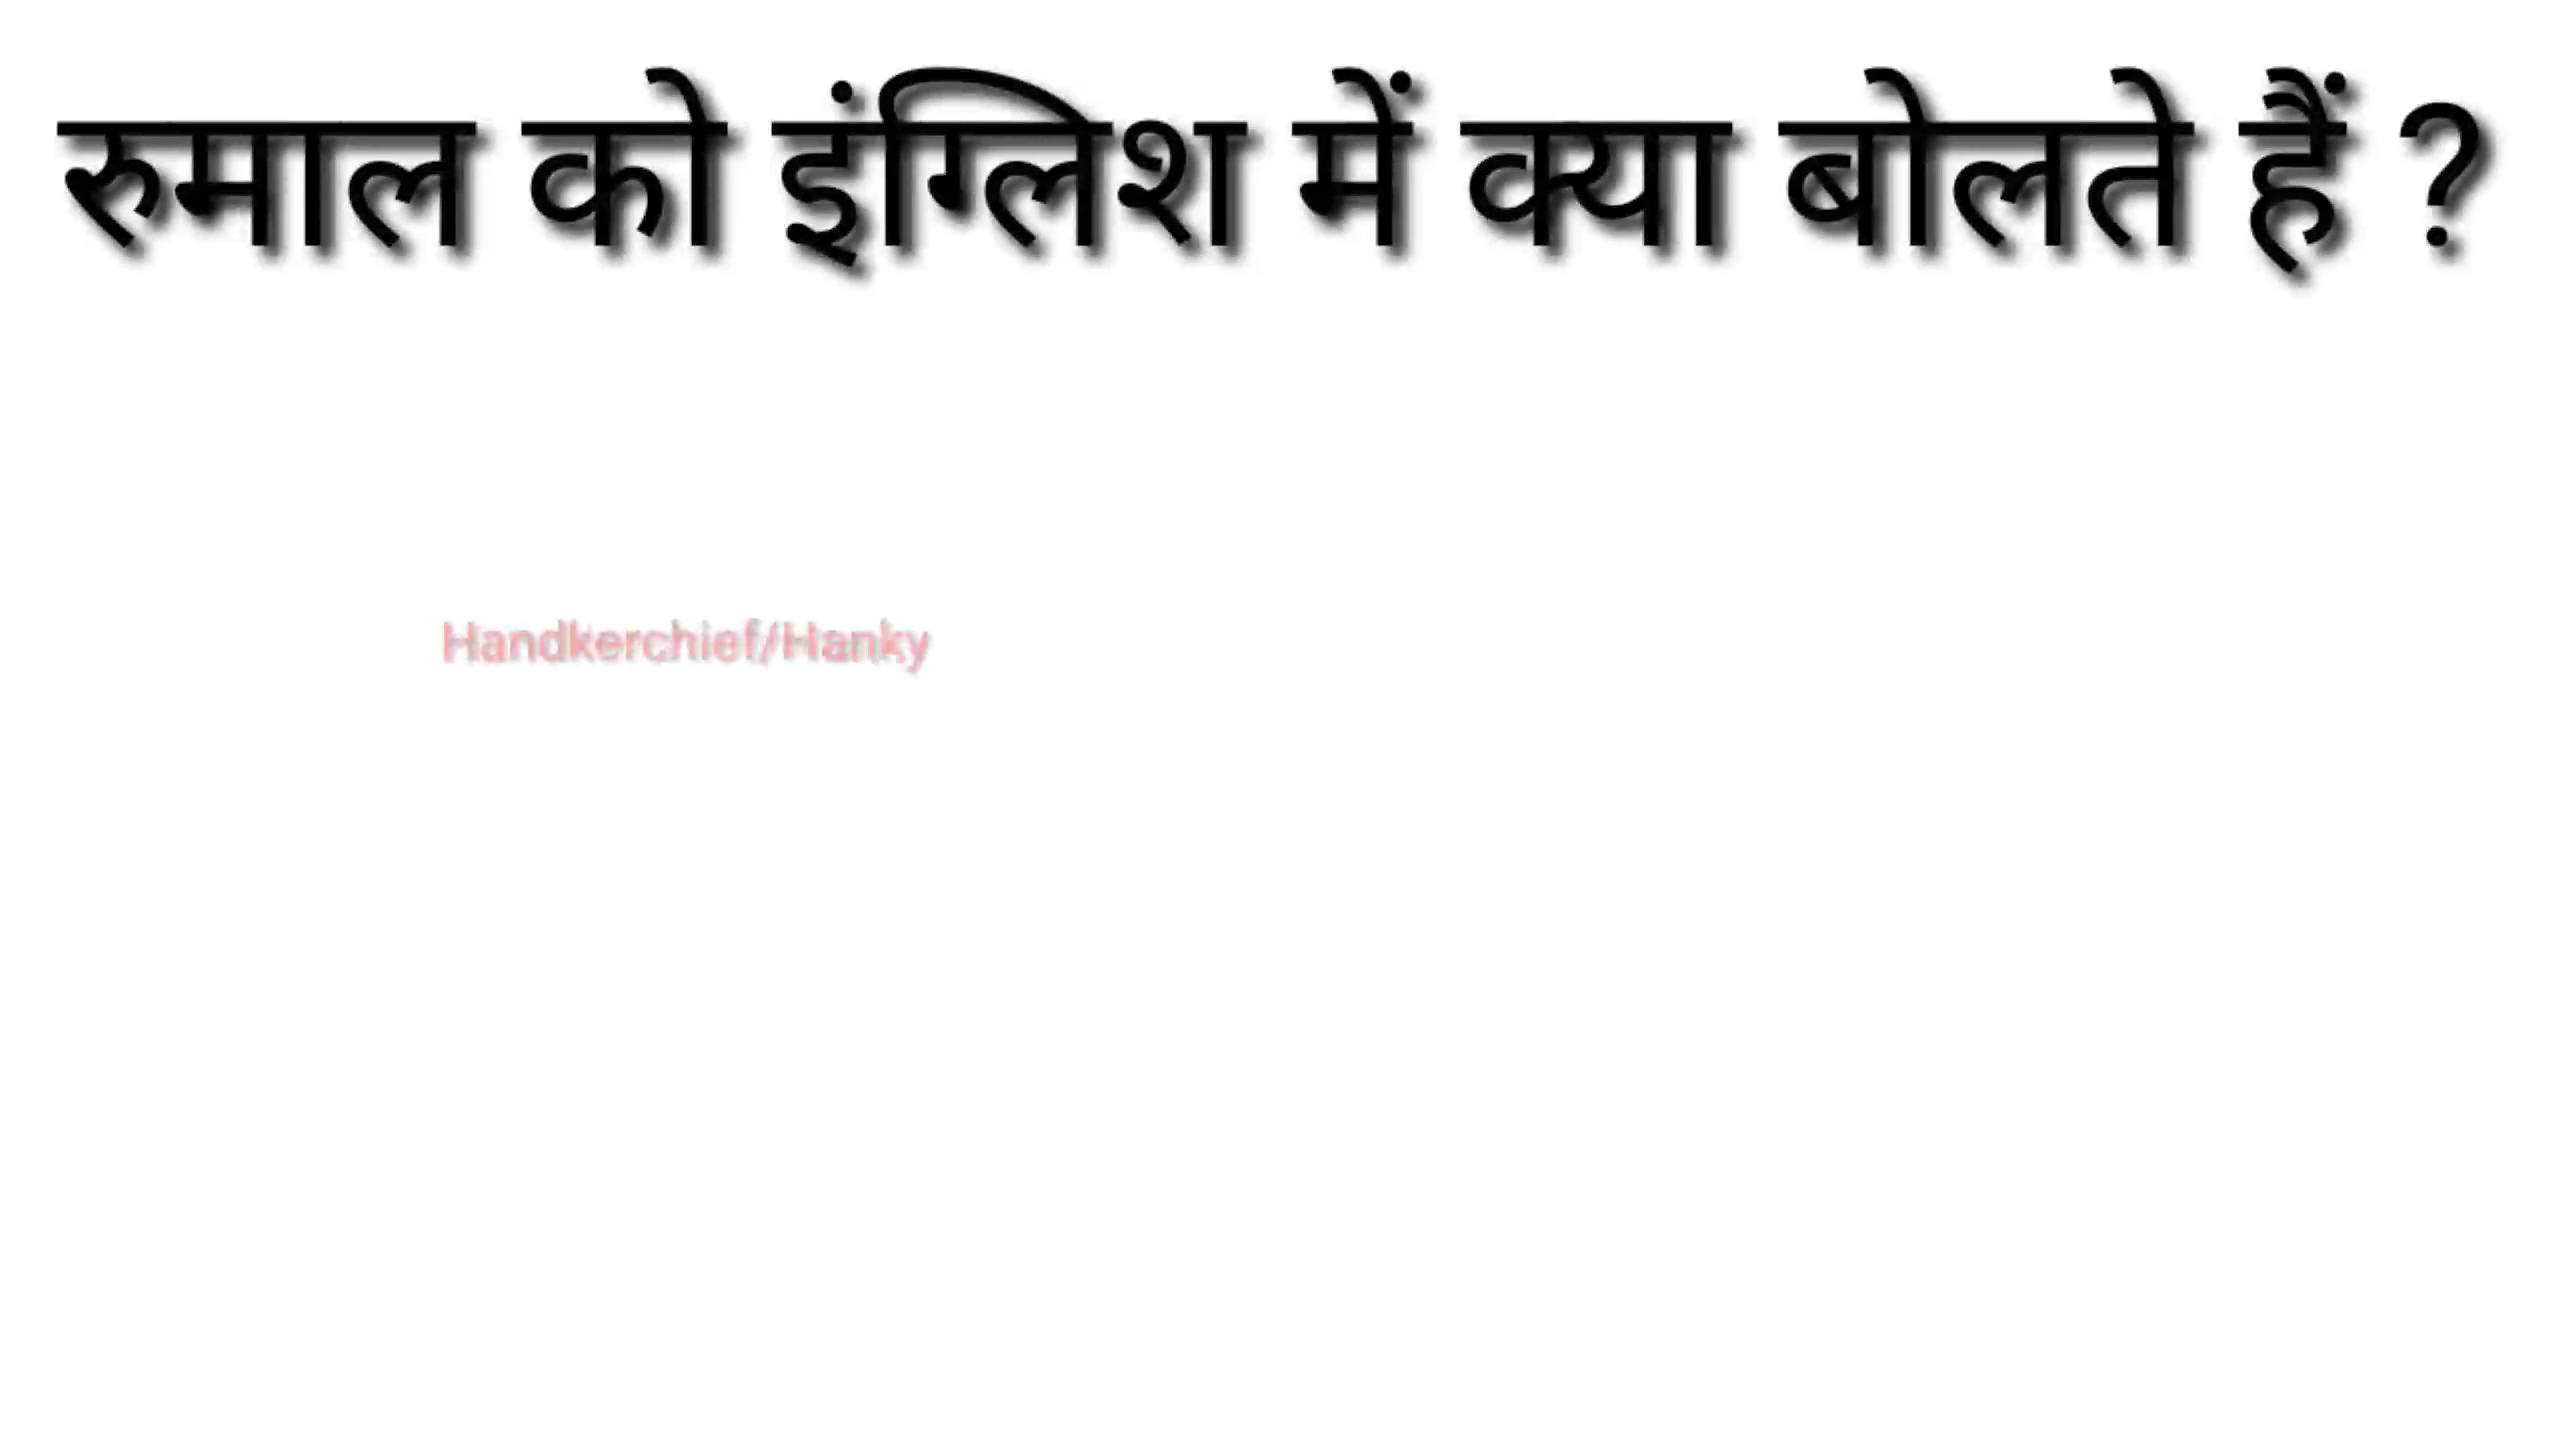 रुमाल को इंग्लिश में क्या बोलते हैं ?
Handkerchief/Hanky